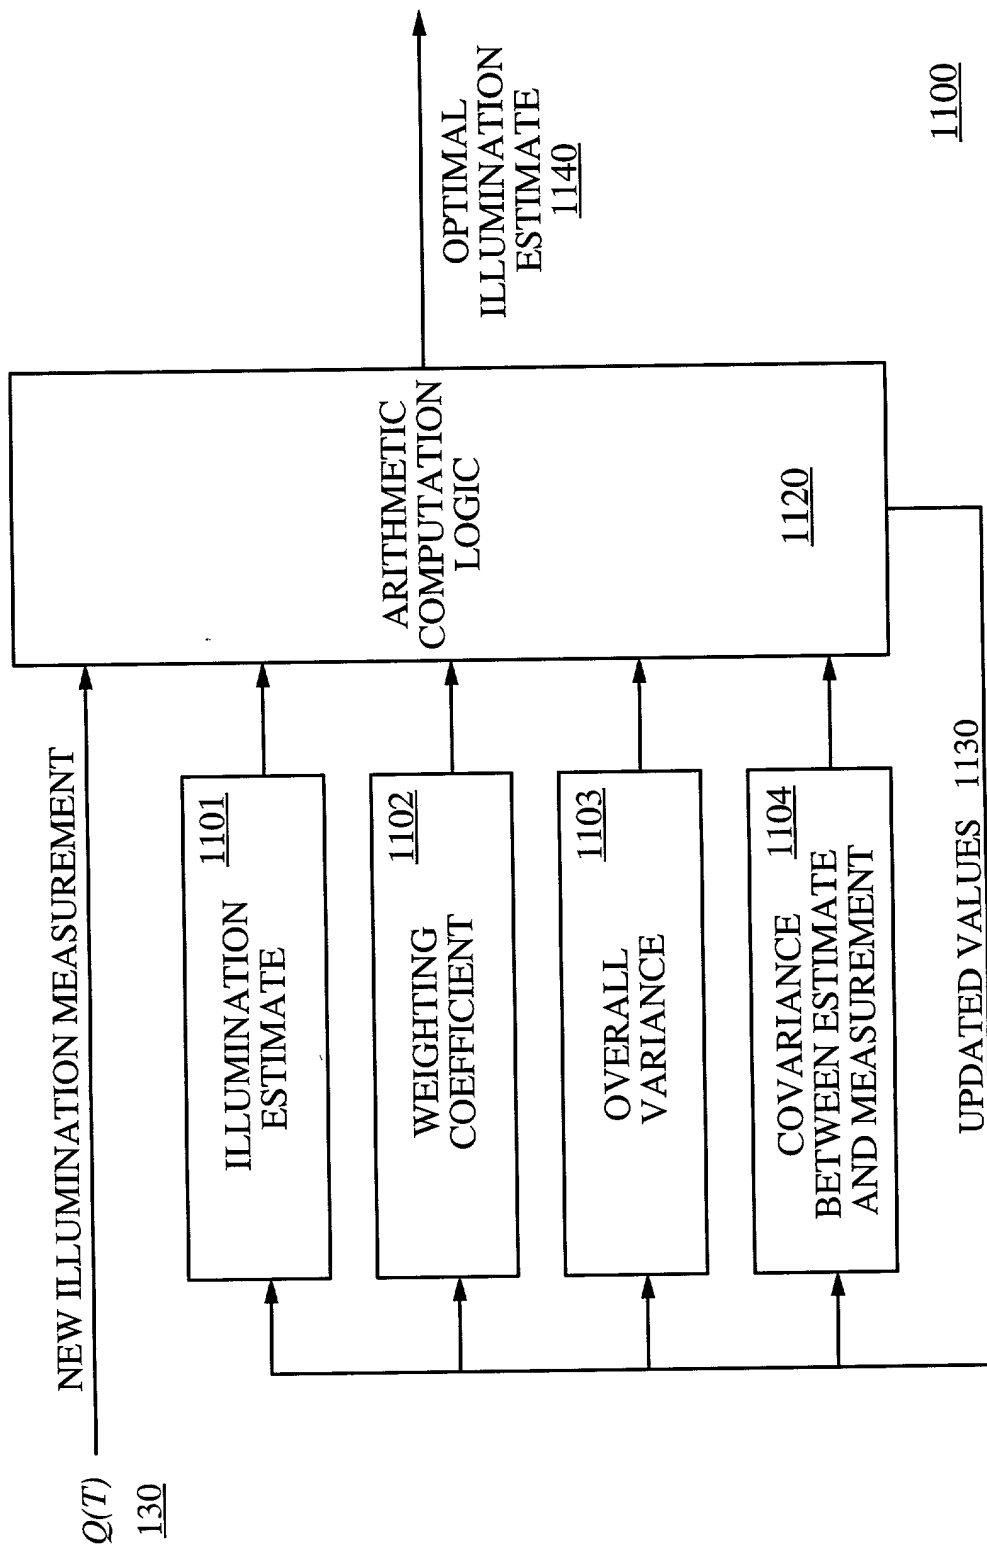 Q(T)
130
NEW ILLUMINATION MEASUREMENT
ILLUMINATION
ESTIMATE
1101
WEIGHTING
COEFFICIENT
1102
OVERALL
VARIANCE
1103
COVARIANCE
BETWEEN ESTIMATE
AND MEASUREMENT
1104
UPDATED VALUES 1130
ARITHMETIC
COMPUTATION
LOGIC
1120
OPTIMAL
ILLUMINATION
ESTIMATE
1140
1100